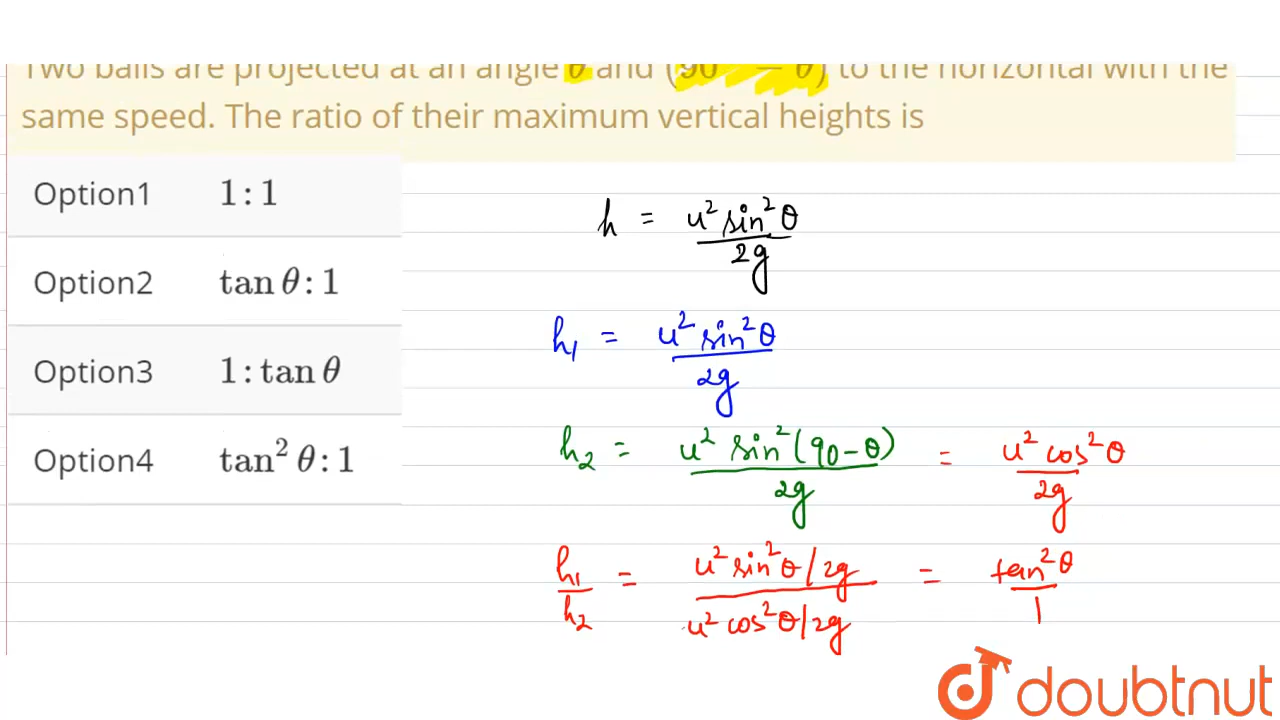 Two balls are projected at an angle θ and (90° − θ) to the horizontal with the
same speed. The ratio of their maximum vertical heights is
Option1 1 : 1
Option2 tan θ : 1
Option3 1 : tan θ
Option4 tan² θ : 1
h = u² sin² θ / 2g
h₁ = u² sin² θ / 2g
h₂ = u² sin² (90 − θ) / 2g = u² cos² θ / 2g
h₁ / h₂ = u² sin² θ / 2g / u² cos² θ / 2g = tan² θ / 1
doubtnut